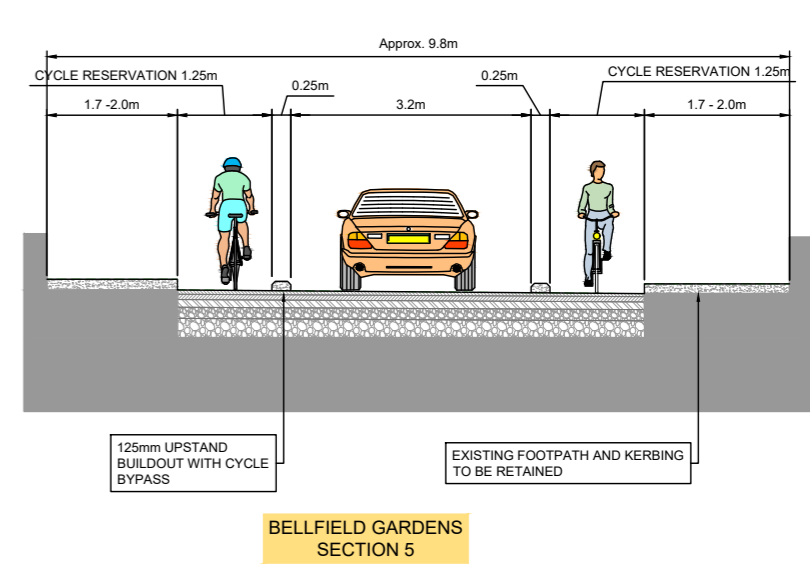 Approx. 9.8m
CYCLE RESERVATION 1.25m
0.25m
0.25m
CYCLE RESERVATION 1.25m
1.7 -2.0m
3.2m
1.7 - 2.0m
125mm UPSTAND
BUILDOUT WITH CYCLE
BYPASS
EXISTING FOOTPATH AND KERBING
TO BE RETAINED
BELLFIELD GARDENS
SECTION 5